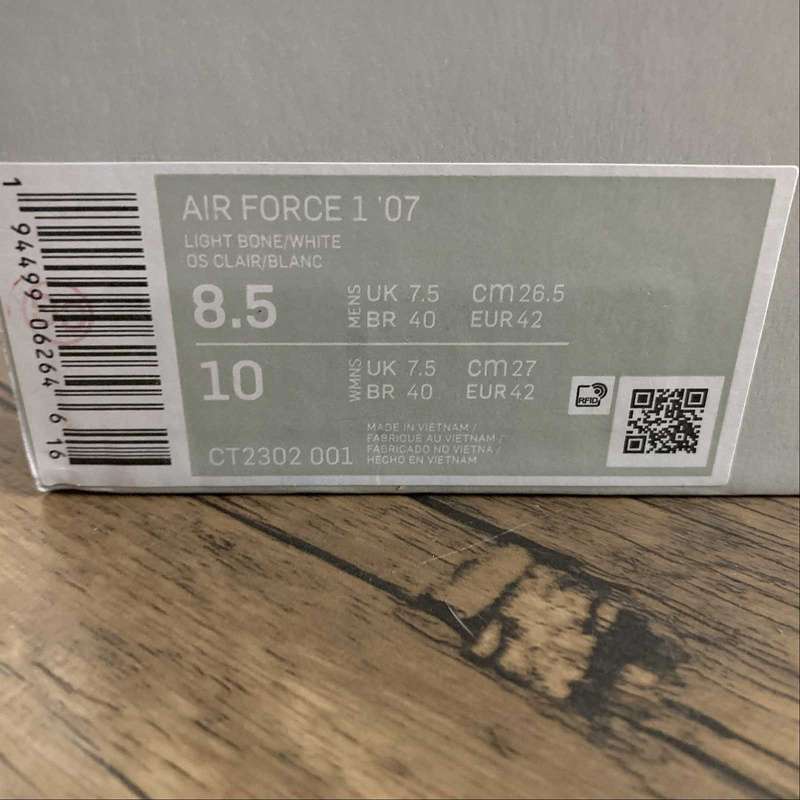 AIR FORCE 1 '07
LIGHT BONE/WHITE
OS CLAIR/BLANC
8.5 MENS UK 7.5 cm 26.5
BR 40 EUR 42
10 WMNS UK 7.5 cm 27
BR 40 EUR 42
RFID
CT2302 001
MADE IN VIETNAM /
FABRIQUE AU VIETNAM /
FABRICADO NO VIETNA /
HECHO EN VIETNAM
1 94499 06264 6 16